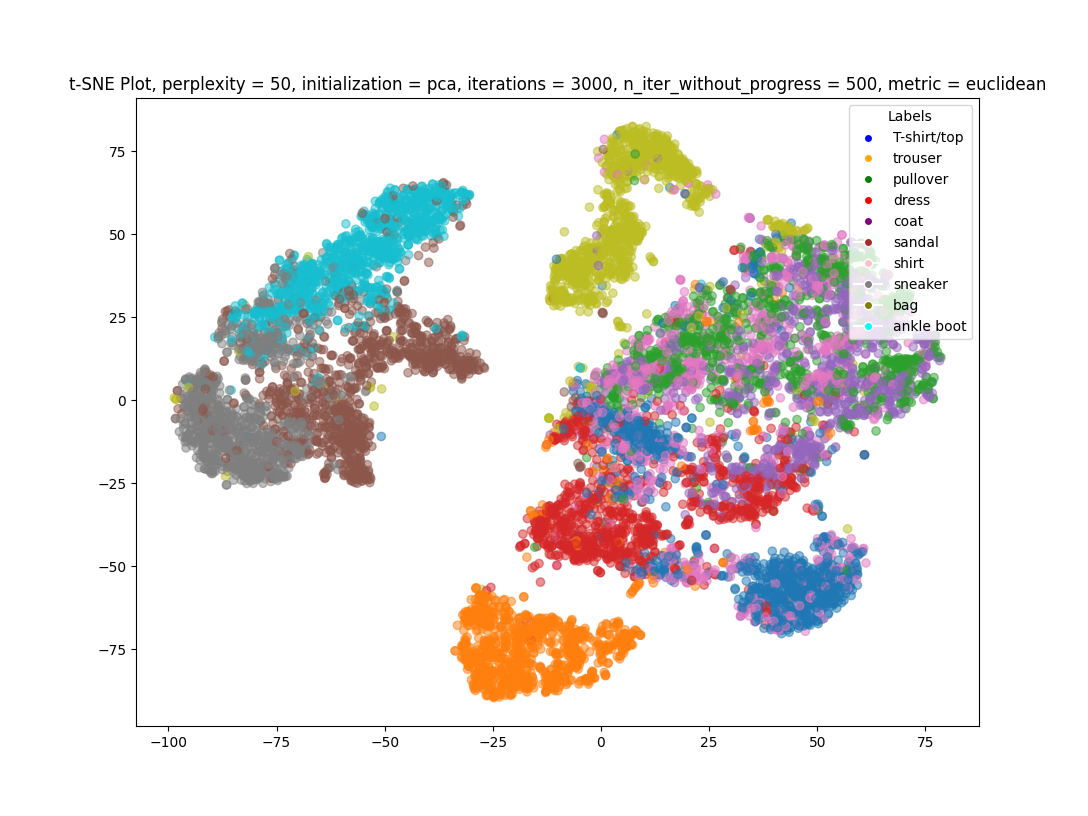 t-SNE Plot, perplexity = 50, initialization = pca, iterations = 3000, n_iter_without_progress = 500, metric = euclidean
Labels
T-shirt/top
trouser
pullover
dress
coat
sandal
shirt
sneaker
bag
ankle boot
75
50
25
0
−25
−50
−75
−100
−75
−50
−25
0
25
50
75